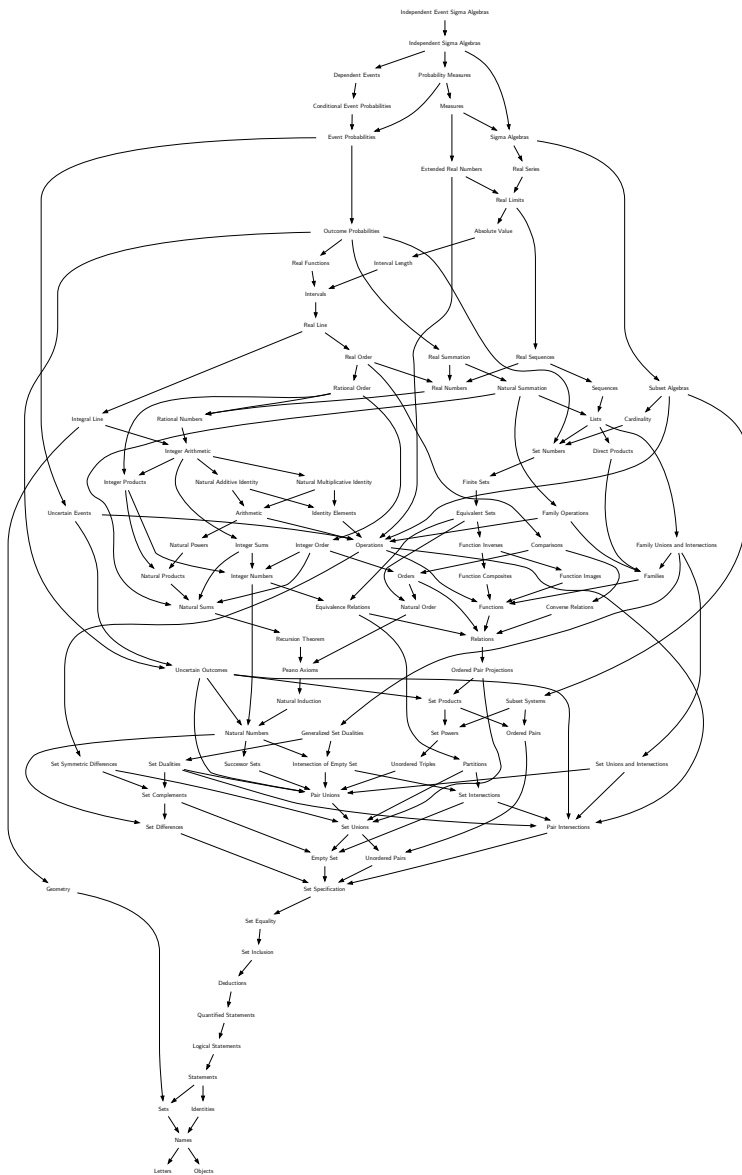 Independent Event Sigma Algebras
Independent Sigma Algebras
Dependent Events
Probability Measures
Conditional Event Probabilities
Measures
Event Probabilities
Sigma Algebras
Extended Real Numbers
Real Series
Real Limits
Outcome Probabilities
Absolute Value
Real Functions
Interval Length
Intervals
Real Line
Real Order
Real Summation
Real Sequences
Rational Order
Real Numbers
Natural Summation
Sequences
Subset Algebras
Integral Line
Rational Numbers
Lists
Cardinality
Integer Arithmetic
Set Numbers
Direct Products
Integer Products
Natural Additive Identity
Natural Multiplicative Identity
Finite Sets
Uncertain Events
Arithmetic
Identity Elements
Equivalent Sets
Family Operations
Natural Powers
Integer Sums
Integer Order
Operations
Function Inverses
Comparisons
Family Unions and Intersections
Natural Products
Integer Numbers
Orders
Function Composites
Function Images
Families
Natural Sums
Equivalence Relations
Natural Order
Functions
Converse Relations
Recursion Theorem
Relations
Uncertain Outcomes
Peano Axioms
Ordered Pair Projections
Natural Induction
Set Products
Subset Systems
Natural Numbers
Generalized Set Dualities
Set Powers
Ordered Pairs
Set Symmetric Differences
Set Dualities
Successor Sets
Intersection of Empty Set
Unordered Triples
Partitions
Set Unions and Intersections
Set Complements
Pair Unions
Set Intersections
Set Differences
Set Unions
Pair Intersections
Empty Set
Unordered Pairs
Geometry
Set Specification
Set Equality
Set Inclusion
Deductions
Quantified Statements
Logical Statements
Statements
Sets
Identities
Names
Letters
Objects